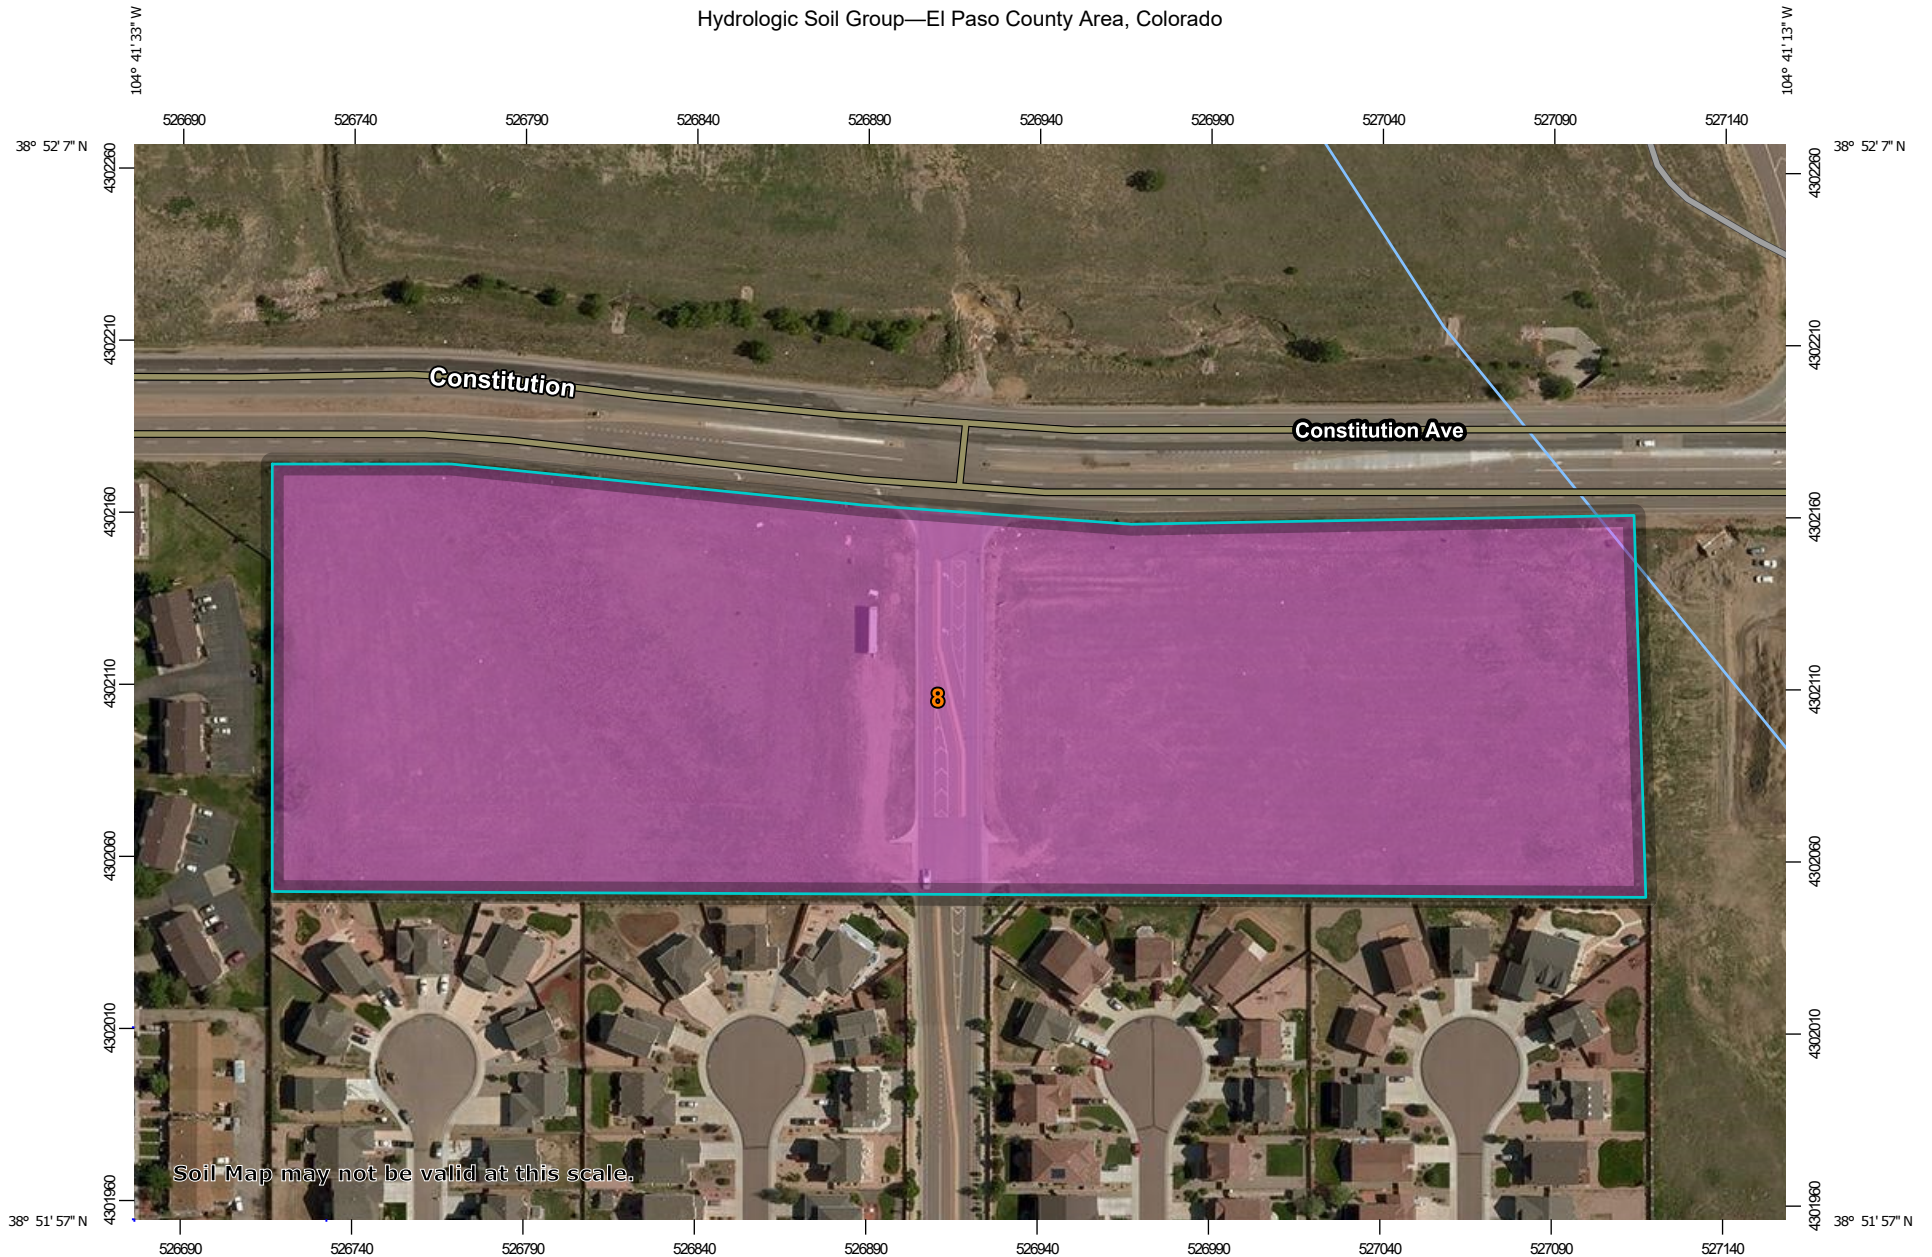 Hydrologic Soil Group—El Paso County Area, Colorado
104° 41' 33'' W
104° 41' 13'' W
526690 526740 526790 526840 526890 526940 526990 527040 527090 527140
38° 52' 7'' N
38° 52' 7'' N
4302260
4302260
4302210
4302210
Constitution
Constitution Ave
4302160
4302160
4302110
4302110
8
8
4302060
4302060
4302010
4302010
Soil Map may not be valid at this scale.
4301960
4301960
38° 51' 57'' N
38° 51' 57'' N
526690 526740 526790 526840 526890 526940 526990 527040 527090 527140